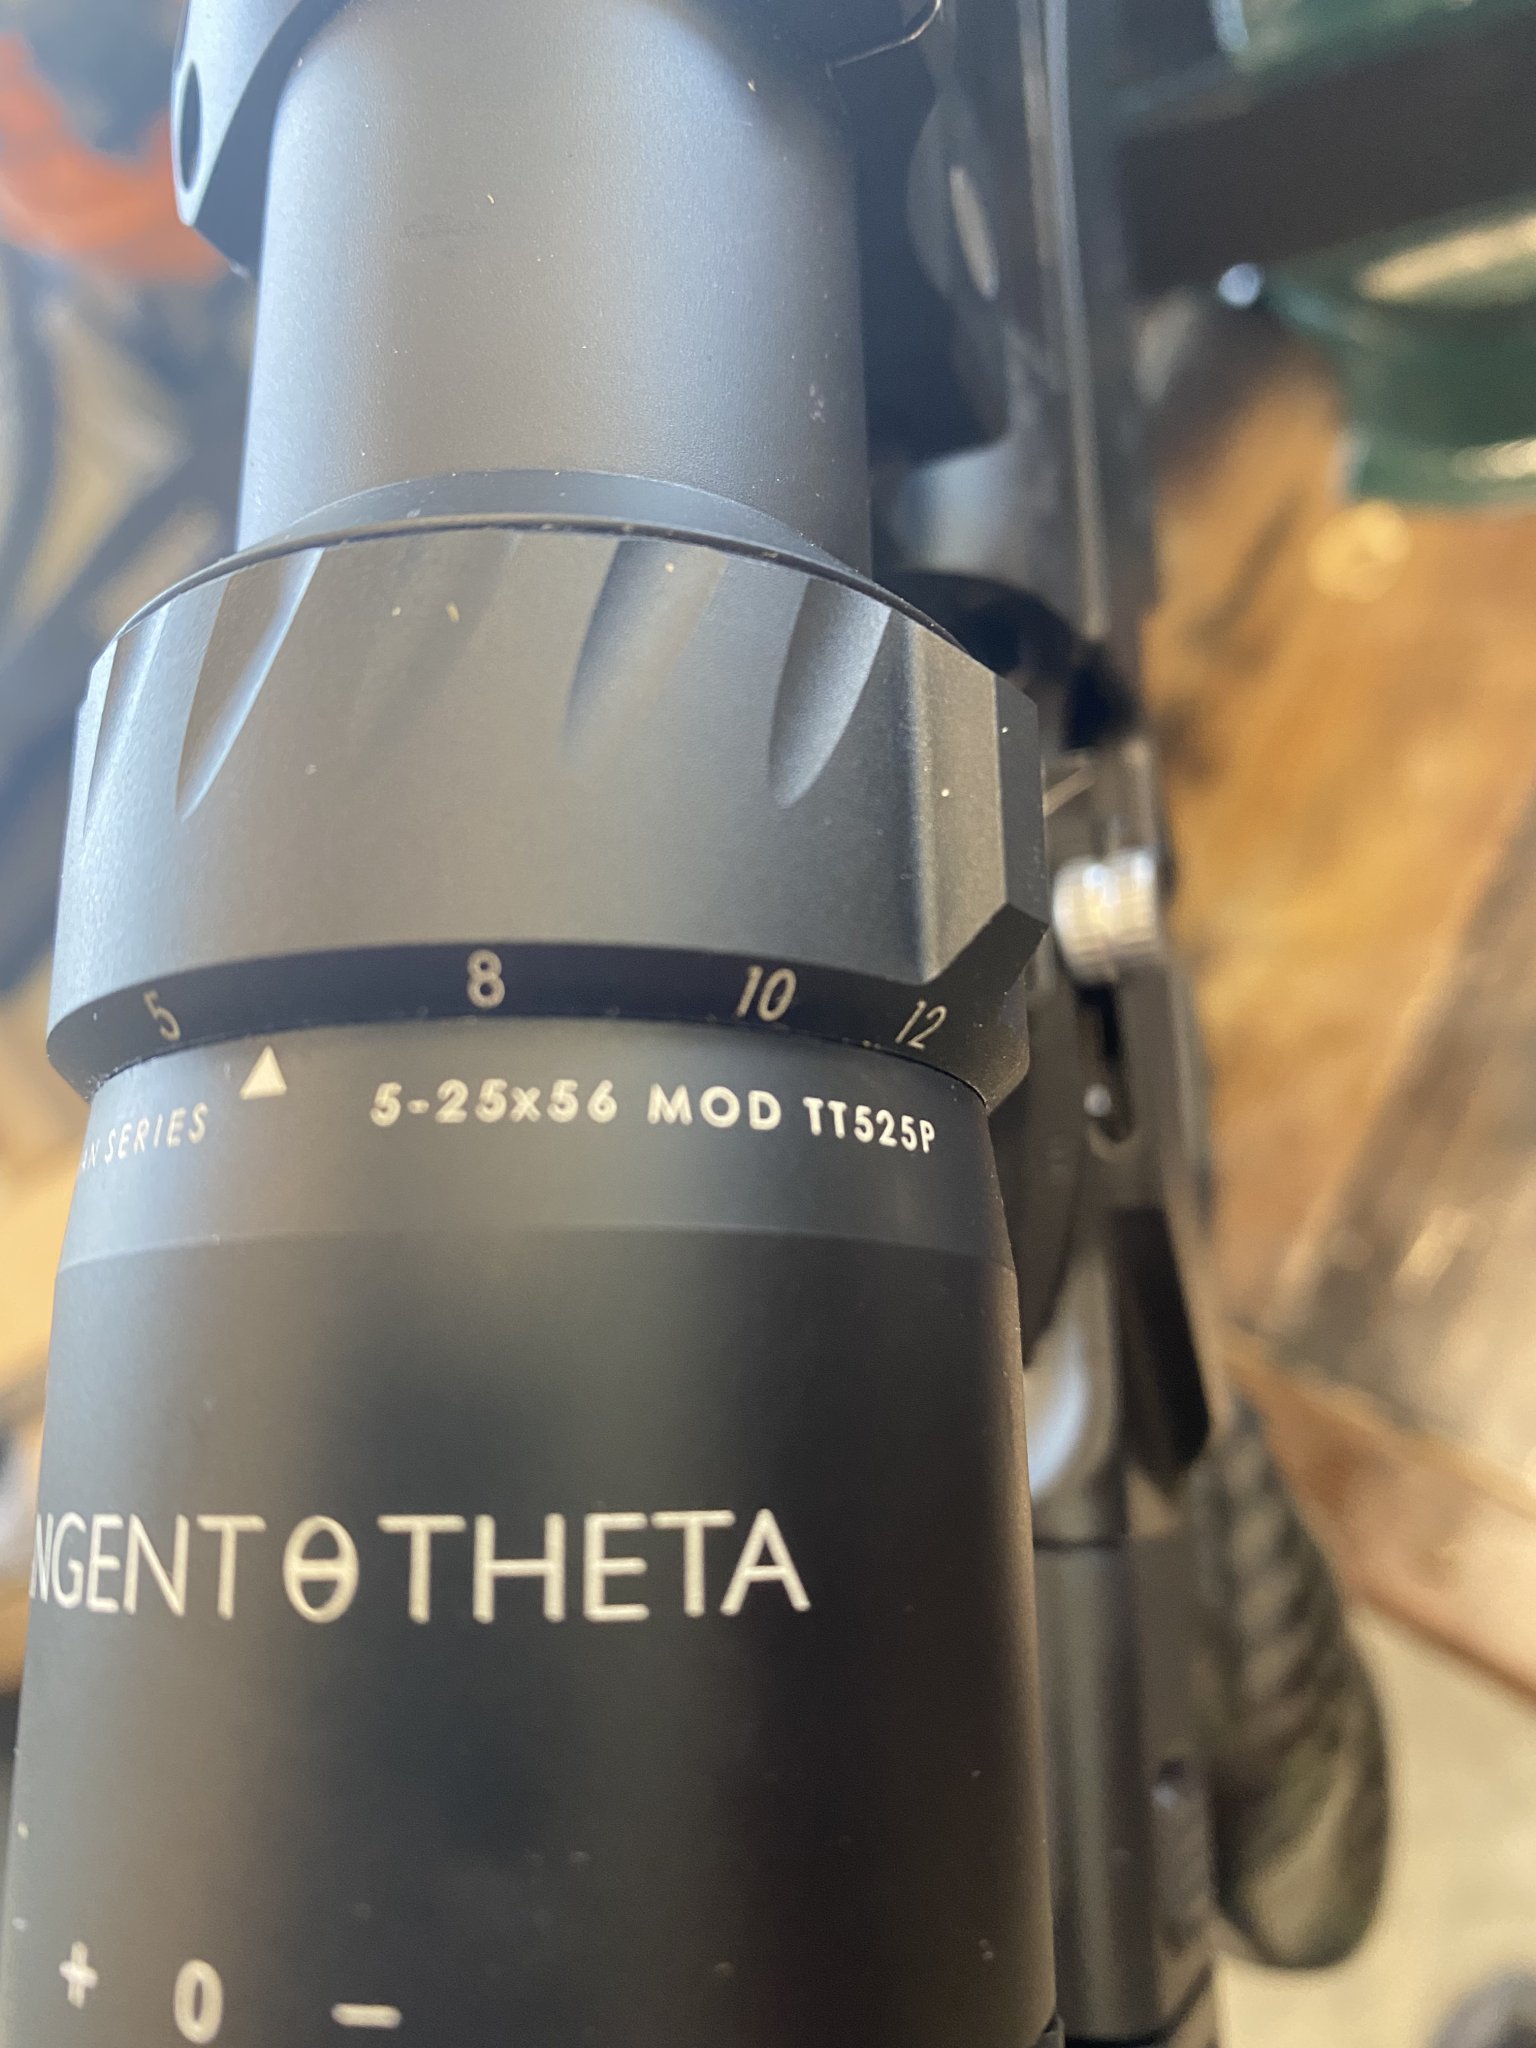 5 8 10 12
SERIES 5-25x56 MOD TT525P
NGENT θ THETA
+ 0 −